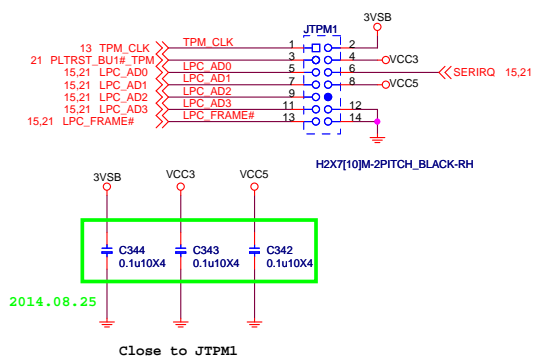 3VSB
JTPM1
13 TPM_CLK TPM_CLK 1 2
21 PLTRST_BU1#_TPM 3 4 VCC3
15,21 LPC_AD0 LPC_AD0 5 6 SERIRQ 15,21
15,21 LPC_AD1 LPC_AD1 7 8 VCC5
15,21 LPC_AD2 LPC_AD2 9
15,21 LPC_AD3 LPC_AD3 11 12
15,21 LPC_FRAME# LPC_FRAME# 13 14
H2X7[10]M-2PITCH_BLACK-RH
3VSB VCC3 VCC5
C344 C343 C342
0.1u10X4 0.1u10X4 0.1u10X4
2014.08.25
Close to JTPM1